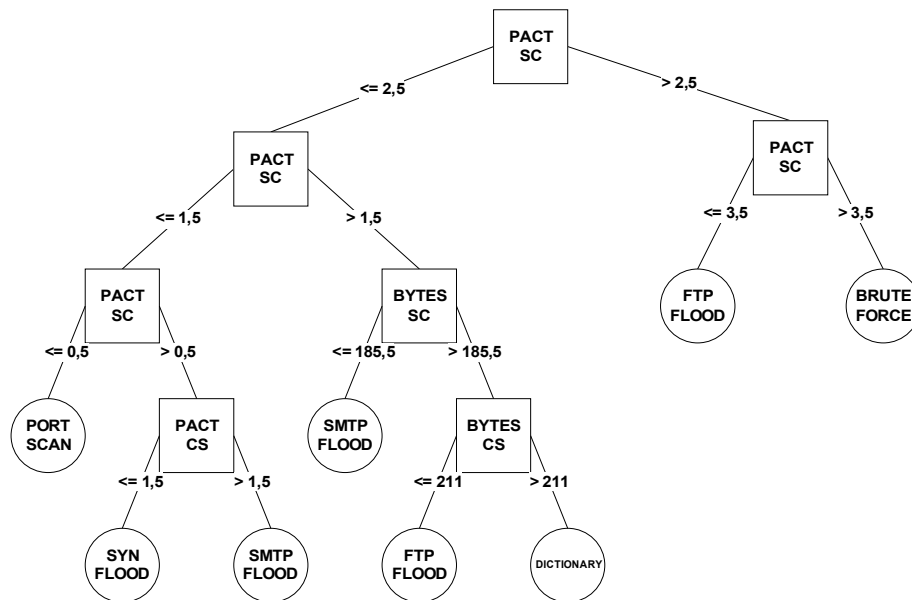 PACT
SC
<= 2,5
> 2,5
PACT
SC
PACT
SC
<= 1,5
> 1,5
<= 3,5
> 3,5
PACT
SC
BYTES
SC
FTP
FLOOD
BRUTE
FORCE
<= 0,5
> 0,5
<= 185,5
> 185,5
PORT
SCAN
PACT
CS
SMTP
FLOOD
BYTES
CS
<= 1,5
> 1,5
<= 211
> 211
SYN
FLOOD
SMTP
FLOOD
FTP
FLOOD
DICTIONARY